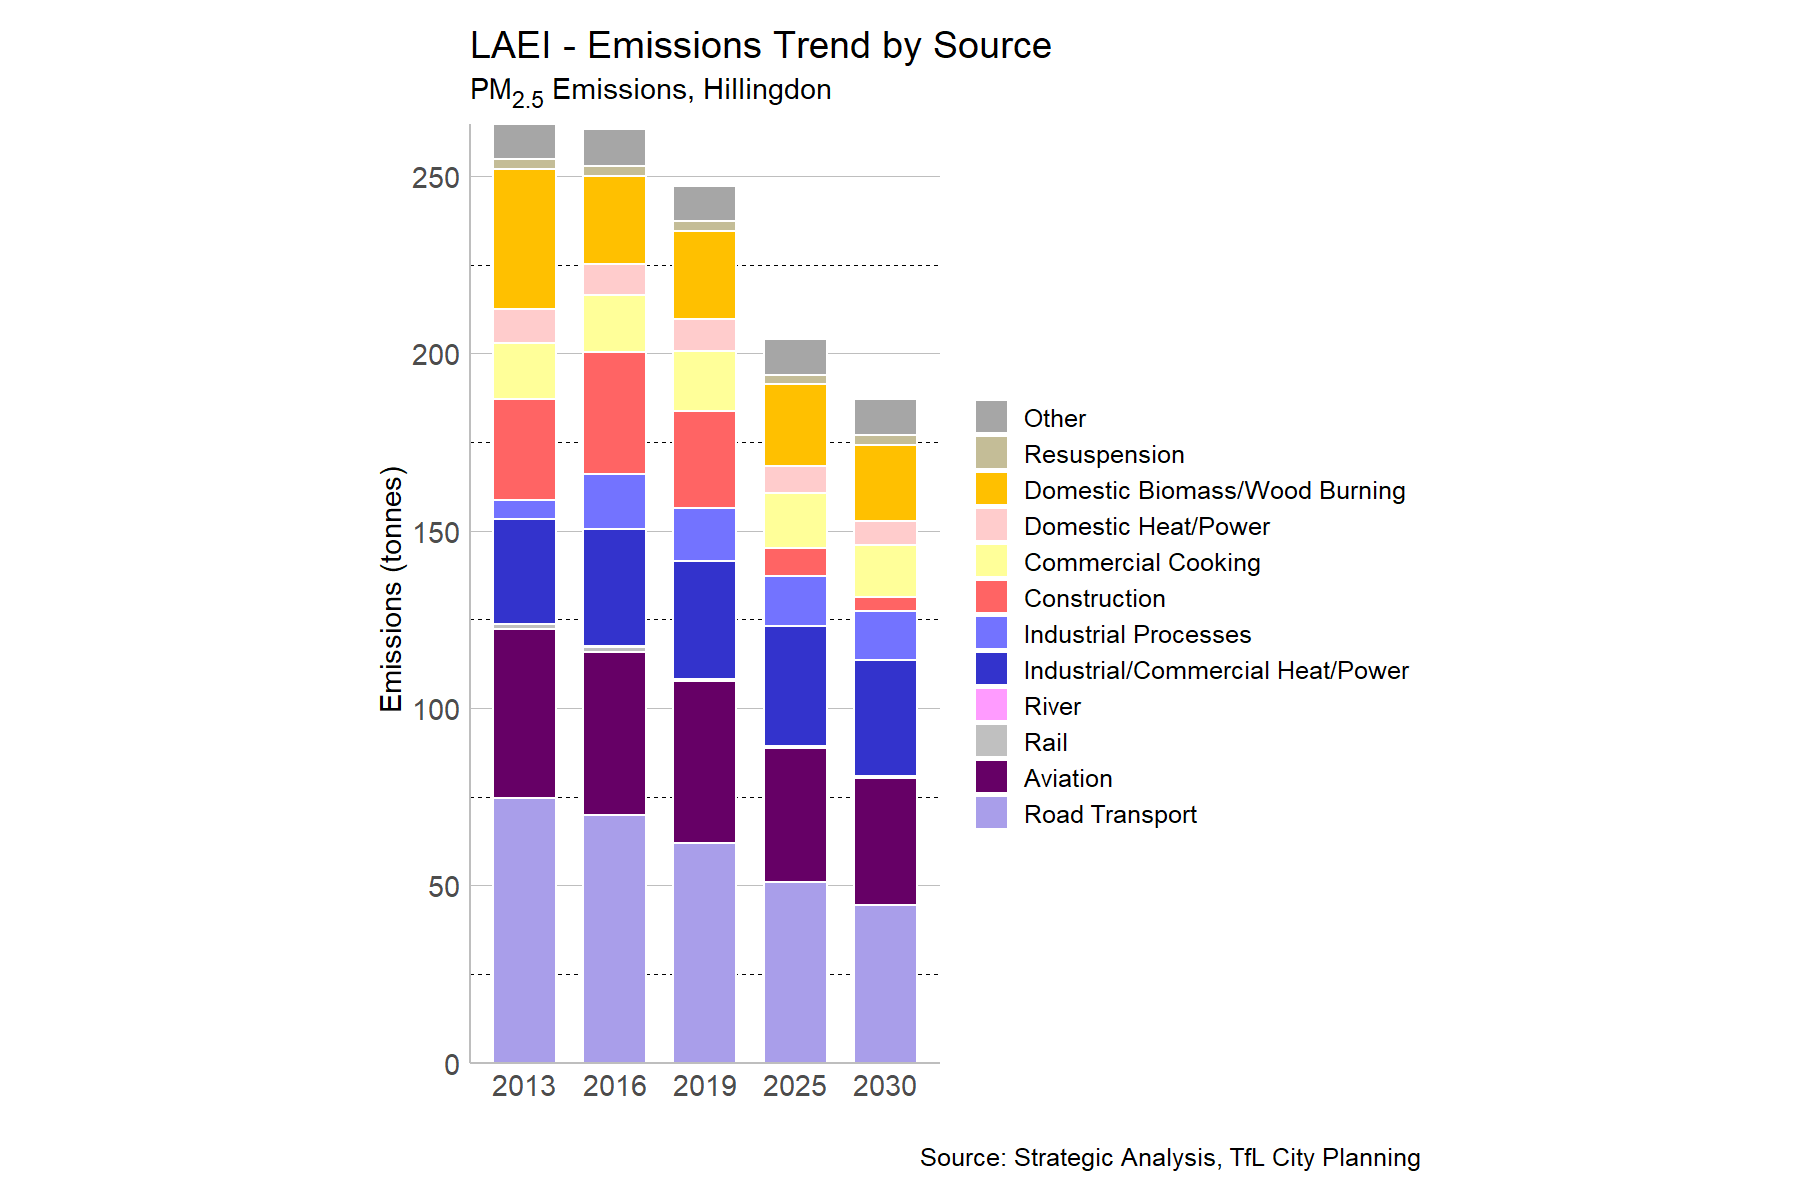 LAEI - Emissions Trend by Source
PM2.5 Emissions, Hillingdon
Emissions (tonnes)
250
200
150
100
50
0
2013 2016 2019 2025 2030
Other
Resuspension
Domestic Biomass/Wood Burning
Domestic Heat/Power
Commercial Cooking
Construction
Industrial Processes
Industrial/Commercial Heat/Power
River
Rail
Aviation
Road Transport
Source: Strategic Analysis, TfL City Planning